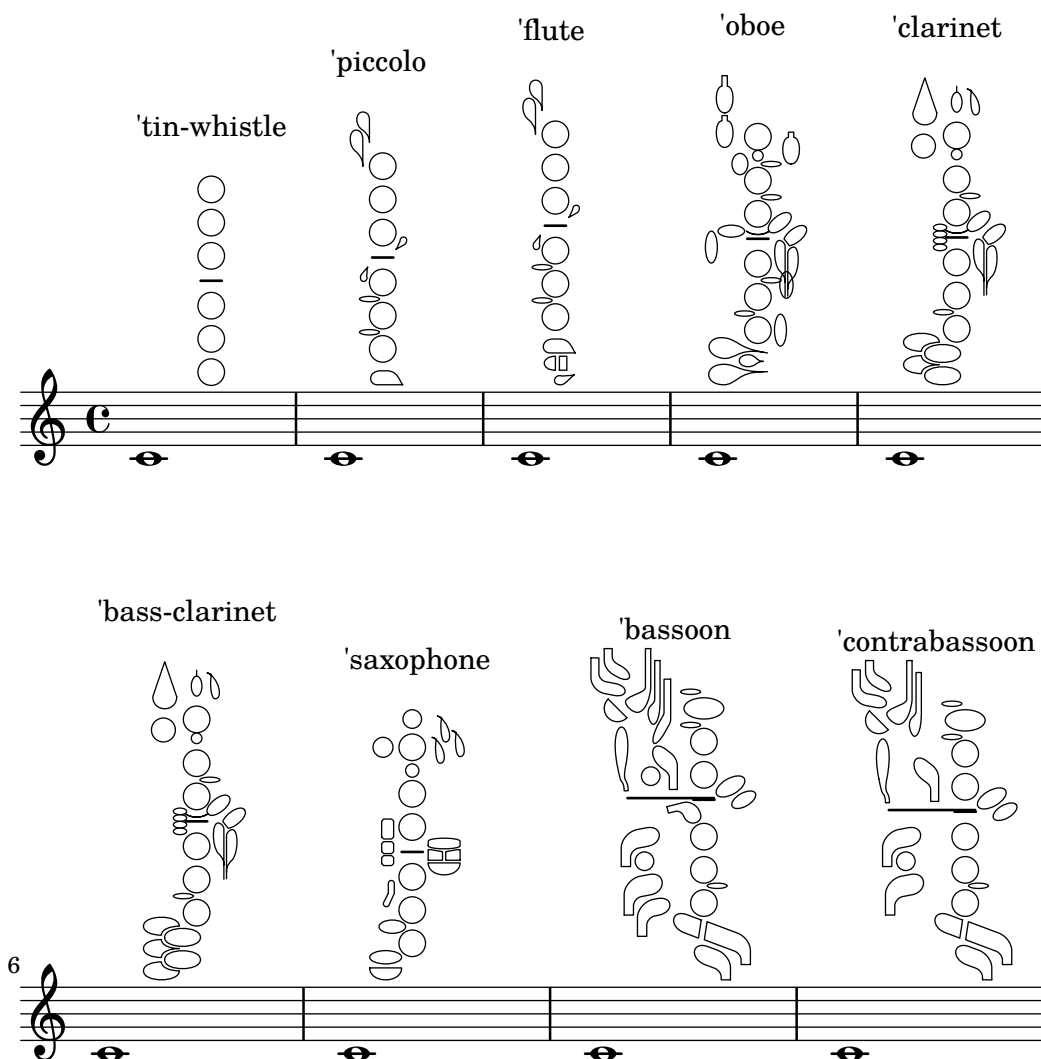 'tin-whistle
'piccolo
'flute
'oboe
'clarinet
'bass-clarinet
'saxophone
'bassoon
'contrabassoon
6